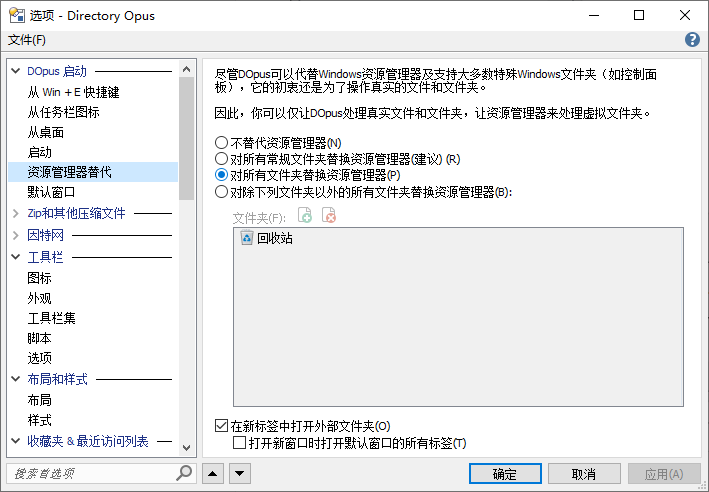 选项 - Directory Opus
文件(F)
DOpus 启动
从 Win + E 快捷键
从任务栏图标
从桌面
启动
资源管理器替代
默认窗口
Zip和其他压缩文件
因特网
工具栏
图标
外观
工具栏集
脚本
选项
布局和样式
布局
样式
收藏夹 & 最近访问列表
搜索首选项
尽管DOpus可以代替Windows资源管理器及支持大多数特殊Windows文件夹（如控制面
板），它的初衷还是为了操作真实的文件和文件夹。
因此，你可以仅让DOpus处理真实文件和文件夹，让资源管理器来处理虚拟文件夹。
不替代资源管理器(N)
对所有常规文件夹替换资源管理器(建议) (R)
对所有文件夹替换资源管理器(P)
对除下列文件夹以外的所有文件夹替换资源管理器(B):
文件夹(F):
回收站
在新标签中打开外部文件夹(O)
打开新窗口时打开默认窗口的所有标签(T)
确定
取消
应用(A)